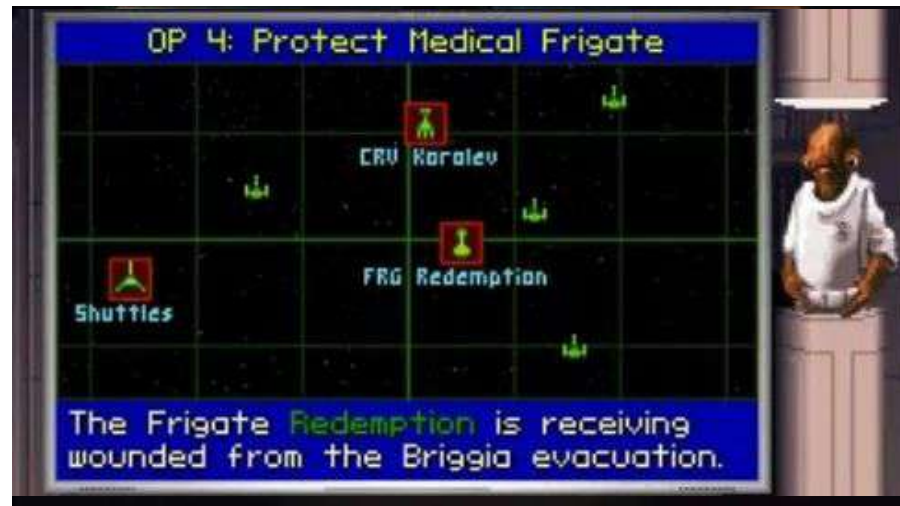 OP 4: Protect Medical Frigate
CRV Karalev
FRG Redemption
Shuttles
The Frigate Redemption is receiving
wounded from the Briggia evacuation.